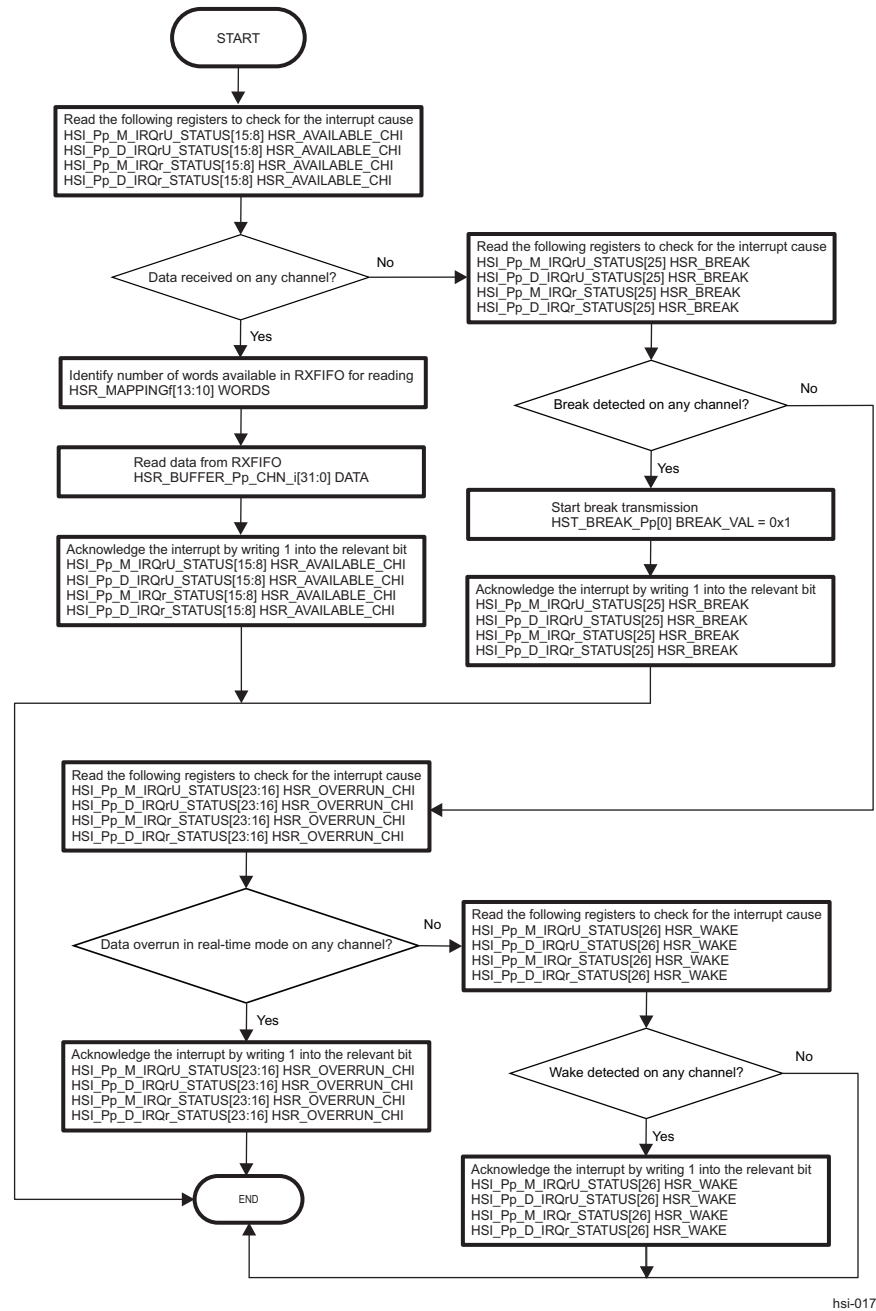 START
Read the following registers to check for the interrupt cause
HSI_Pp_M_IRQrU_STATUS[15:8] HSR_AVAILABLE_CHI
HSI_Pp_D_IRQrU_STATUS[15:8] HSR_AVAILABLE_CHI
HSI_Pp_M_IRQr_STATUS[15:8] HSR_AVAILABLE_CHI
HSI_Pp_D_IRQr_STATUS[15:8] HSR_AVAILABLE_CHI
Data received on any channel?
No
Read the following registers to check for the interrupt cause
HSI_Pp_M_IRQrU_STATUS[25] HSR_BREAK
HSI_Pp_D_IRQrU_STATUS[25] HSR_BREAK
HSI_Pp_M_IRQr_STATUS[25] HSR_BREAK
HSI_Pp_D_IRQr_STATUS[25] HSR_BREAK
Yes
Identify number of words available in RXFIFO for reading
HSR_MAPPINGf[13:10] WORDS
Read data from RXFIFO
HSR_BUFFER_Pp_CHN_i[31:0] DATA
Acknowledge the interrupt by writing 1 into the relevant bit
HSI_Pp_M_IRQrU_STATUS[15:8] HSR_AVAILABLE_CHI
HSI_Pp_D_IRQrU_STATUS[15:8] HSR_AVAILABLE_CHI
HSI_Pp_M_IRQr_STATUS[15:8] HSR_AVAILABLE_CHI
HSI_Pp_D_IRQr_STATUS[15:8] HSR_AVAILABLE_CHI
Break detected on any channel?
No
Yes
Start break transmission
HST_BREAK_Pp[0] BREAK_VAL = 0x1
Acknowledge the interrupt by writing 1 into the relevant bit
HSI_Pp_M_IRQrU_STATUS[25] HSR_BREAK
HSI_Pp_D_IRQrU_STATUS[25] HSR_BREAK
HSI_Pp_M_IRQr_STATUS[25] HSR_BREAK
HSI_Pp_D_IRQr_STATUS[25] HSR_BREAK
Read the following registers to check for the interrupt cause
HSI_Pp_M_IRQrU_STATUS[23:16] HSR_OVERRUN_CHI
HSI_Pp_D_IRQrU_STATUS[23:16] HSR_OVERRUN_CHI
HSI_Pp_M_IRQr_STATUS[23:16] HSR_OVERRUN_CHI
HSI_Pp_D_IRQr_STATUS[23:16] HSR_OVERRUN_CHI
Data overrun in real-time mode on any channel?
No
Read the following registers to check for the interrupt cause
HSI_Pp_M_IRQrU_STATUS[26] HSR_WAKE
HSI_Pp_D_IRQrU_STATUS[26] HSR_WAKE
HSI_Pp_M_IRQr_STATUS[26] HSR_WAKE
HSI_Pp_D_IRQr_STATUS[26] HSR_WAKE
Yes
Acknowledge the interrupt by writing 1 into the relevant bit
HSI_Pp_M_IRQrU_STATUS[23:16] HSR_OVERRUN_CHI
HSI_Pp_D_IRQrU_STATUS[23:16] HSR_OVERRUN_CHI
HSI_Pp_M_IRQr_STATUS[23:16] HSR_OVERRUN_CHI
HSI_Pp_D_IRQr_STATUS[23:16] HSR_OVERRUN_CHI
Wake detected on any channel?
No
Yes
Acknowledge the interrupt by writing 1 into the relevant bit
HSI_Pp_M_IRQrU_STATUS[26] HSR_WAKE
HSI_Pp_D_IRQrU_STATUS[26] HSR_WAKE
HSI_Pp_M_IRQr_STATUS[26] HSR_WAKE
HSI_Pp_D_IRQr_STATUS[26] HSR_WAKE
END
hsi-017